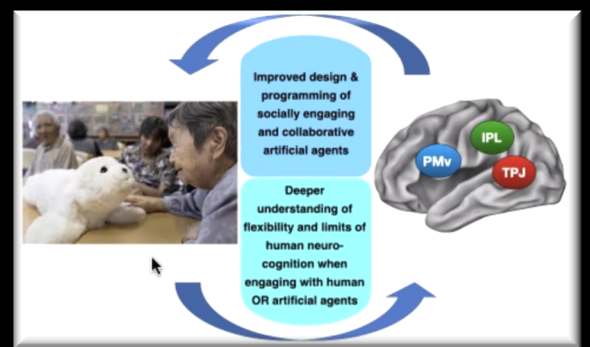 Improved design &
programming of
socially engaging
and collaborative
artificial agents
Deeper
understanding of
flexibility and limits of
human neuro-
cognition when
engaging with human
OR artificial agents
PMv
IPL
TPJ